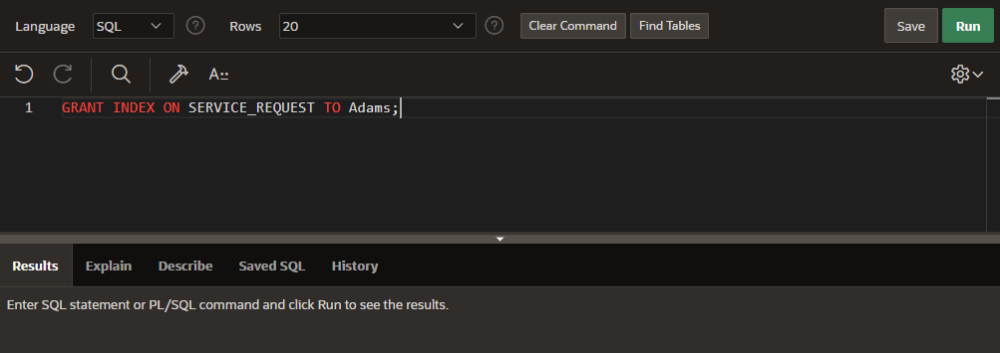 Language SQL Rows 20 Clear Command Find Tables Save Run
A
1 GRANT INDEX ON SERVICE_REQUEST TO Adams;
Results Explain Describe Saved SQL History
Enter SQL statement or PL/SQL command and click Run to see the results.